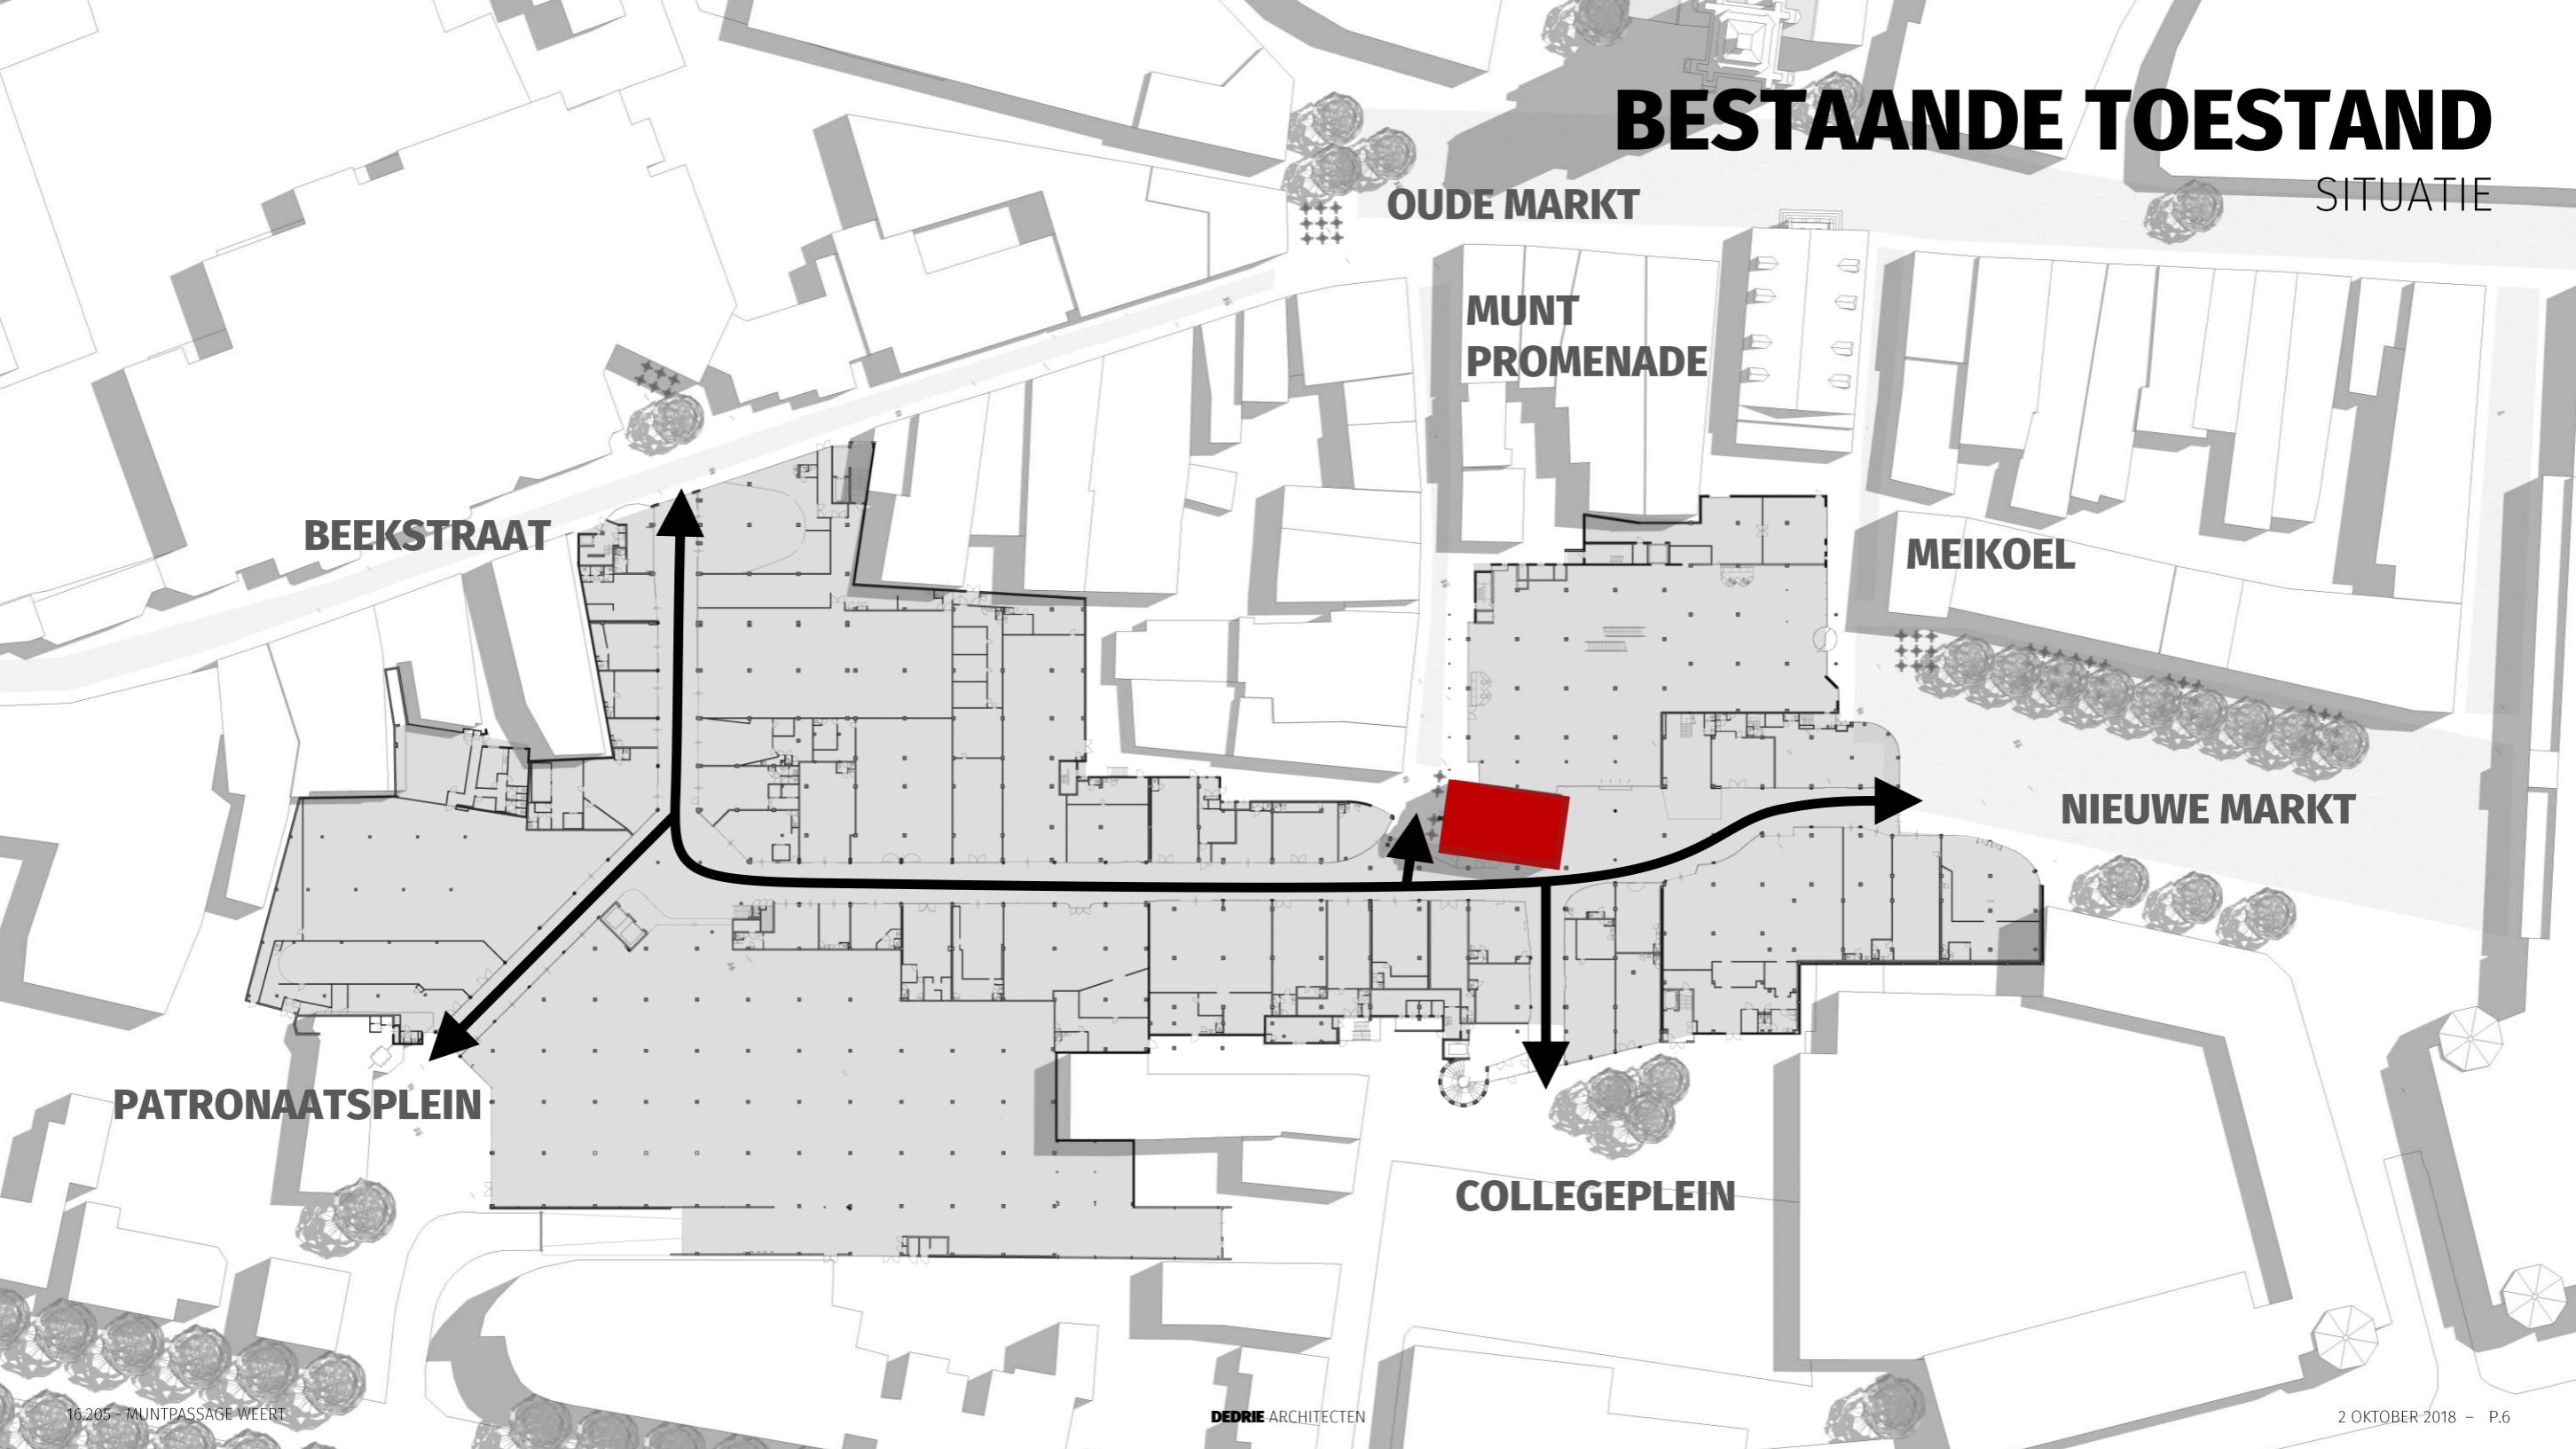 BESTAANDE TOESTAND
SITUATIE
OUDE MARKT
MUNT
PROMENADE
BEEKSTRAAT
MEIKOEL
NIEUWE MARKT
PATRONAATSPLEIN
COLLEGEPLEIN
16.205 - MUNTPASSAGE WEERT
DEDRIE ARCHITECTEN
2 OKTOBER 2018 – P.6